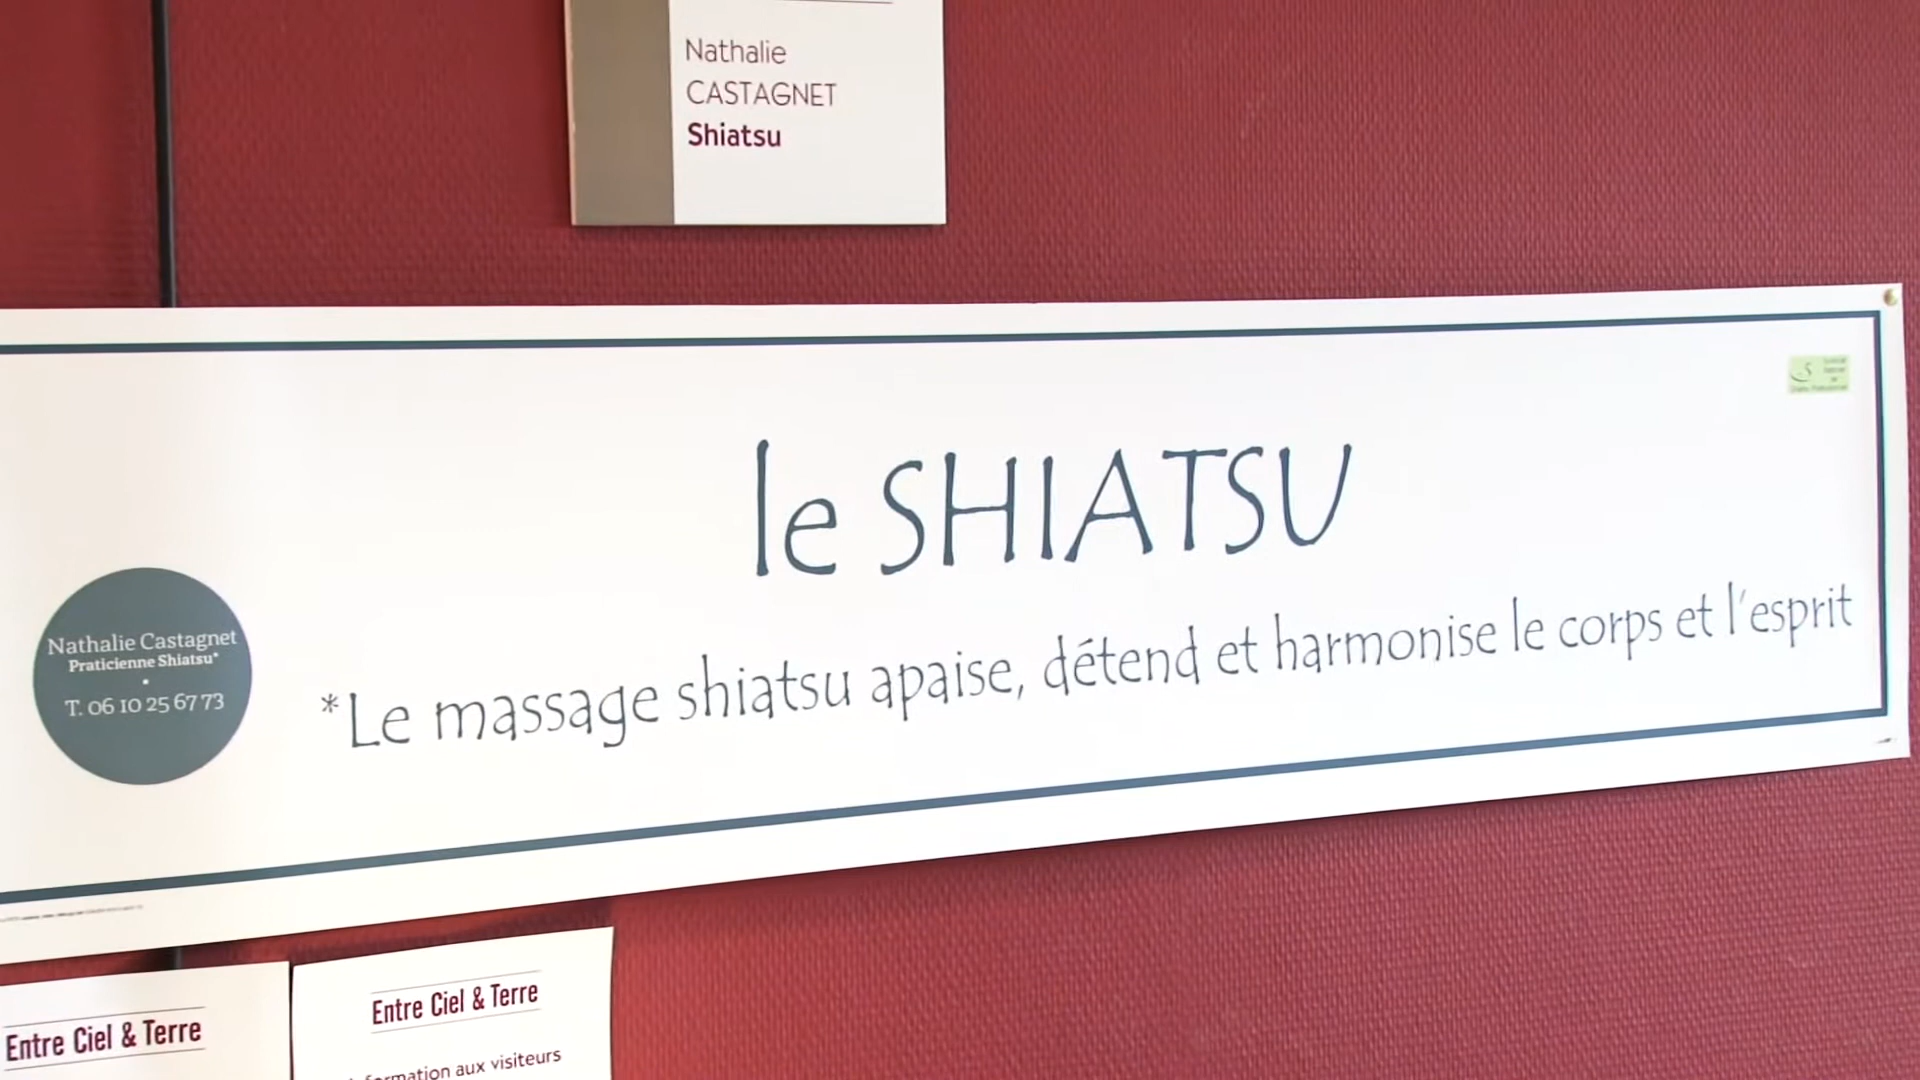 Nathalie
CASTAGNET
Shiatsu
le SHIATSU
Nathalie Castagnet
Praticienne Shiatsu*
T. 06 10 25 67 73
*Le massage shiatsu apaise, détend et harmonise le corps et l'esprit
Entre Ciel & Terre
Entre Ciel & Terre
aux visiteurs